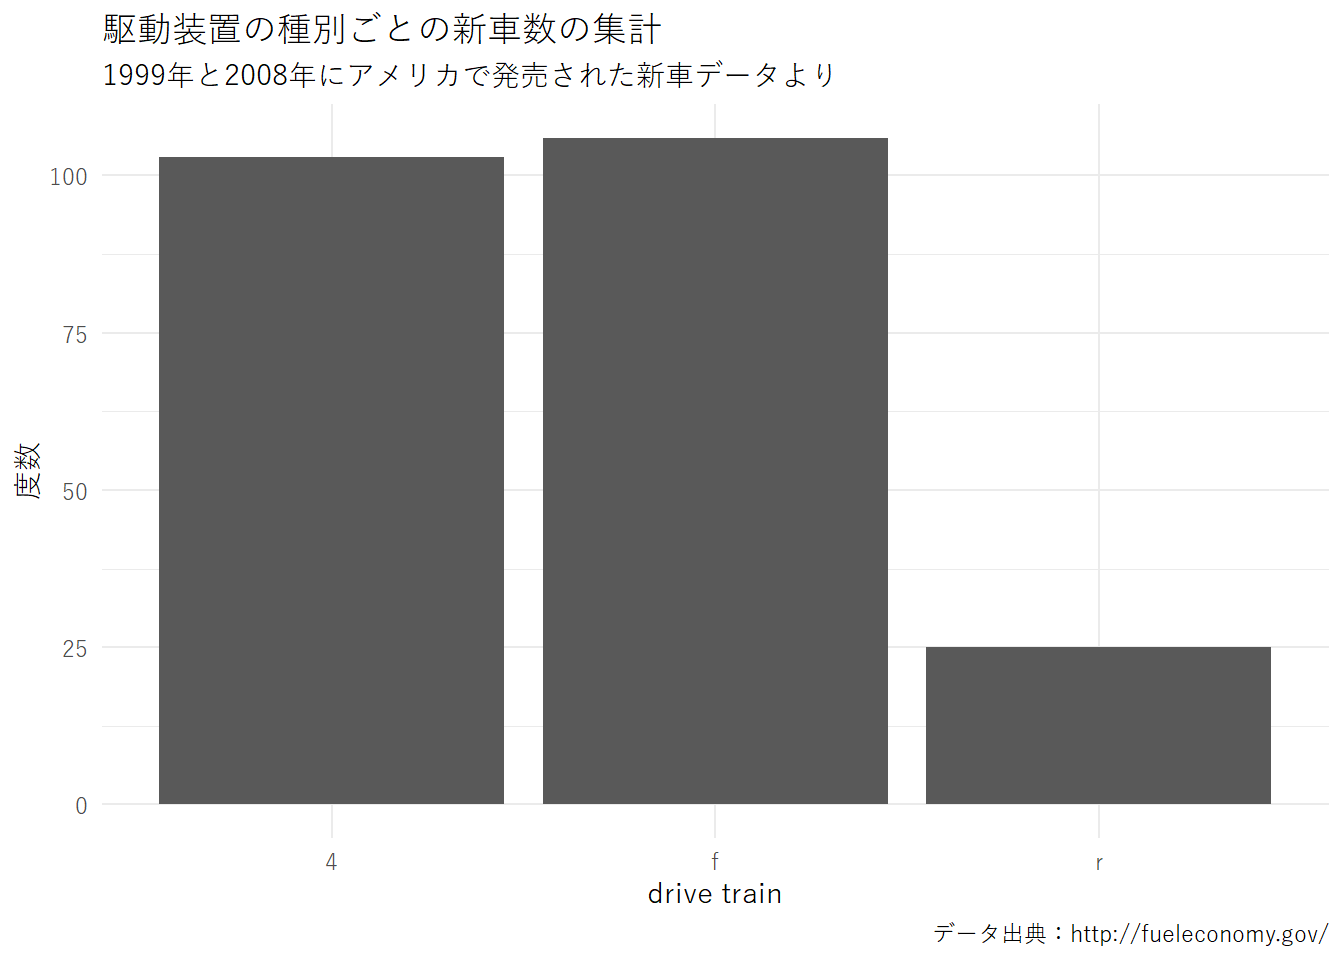 駆動装置の種別ごとの新車数の集計
1999年と2008年にアメリカで発売された新車データより
度数
100
75
50
25
0
4
f
r
drive train
データ出典：http://fueleconomy.gov/